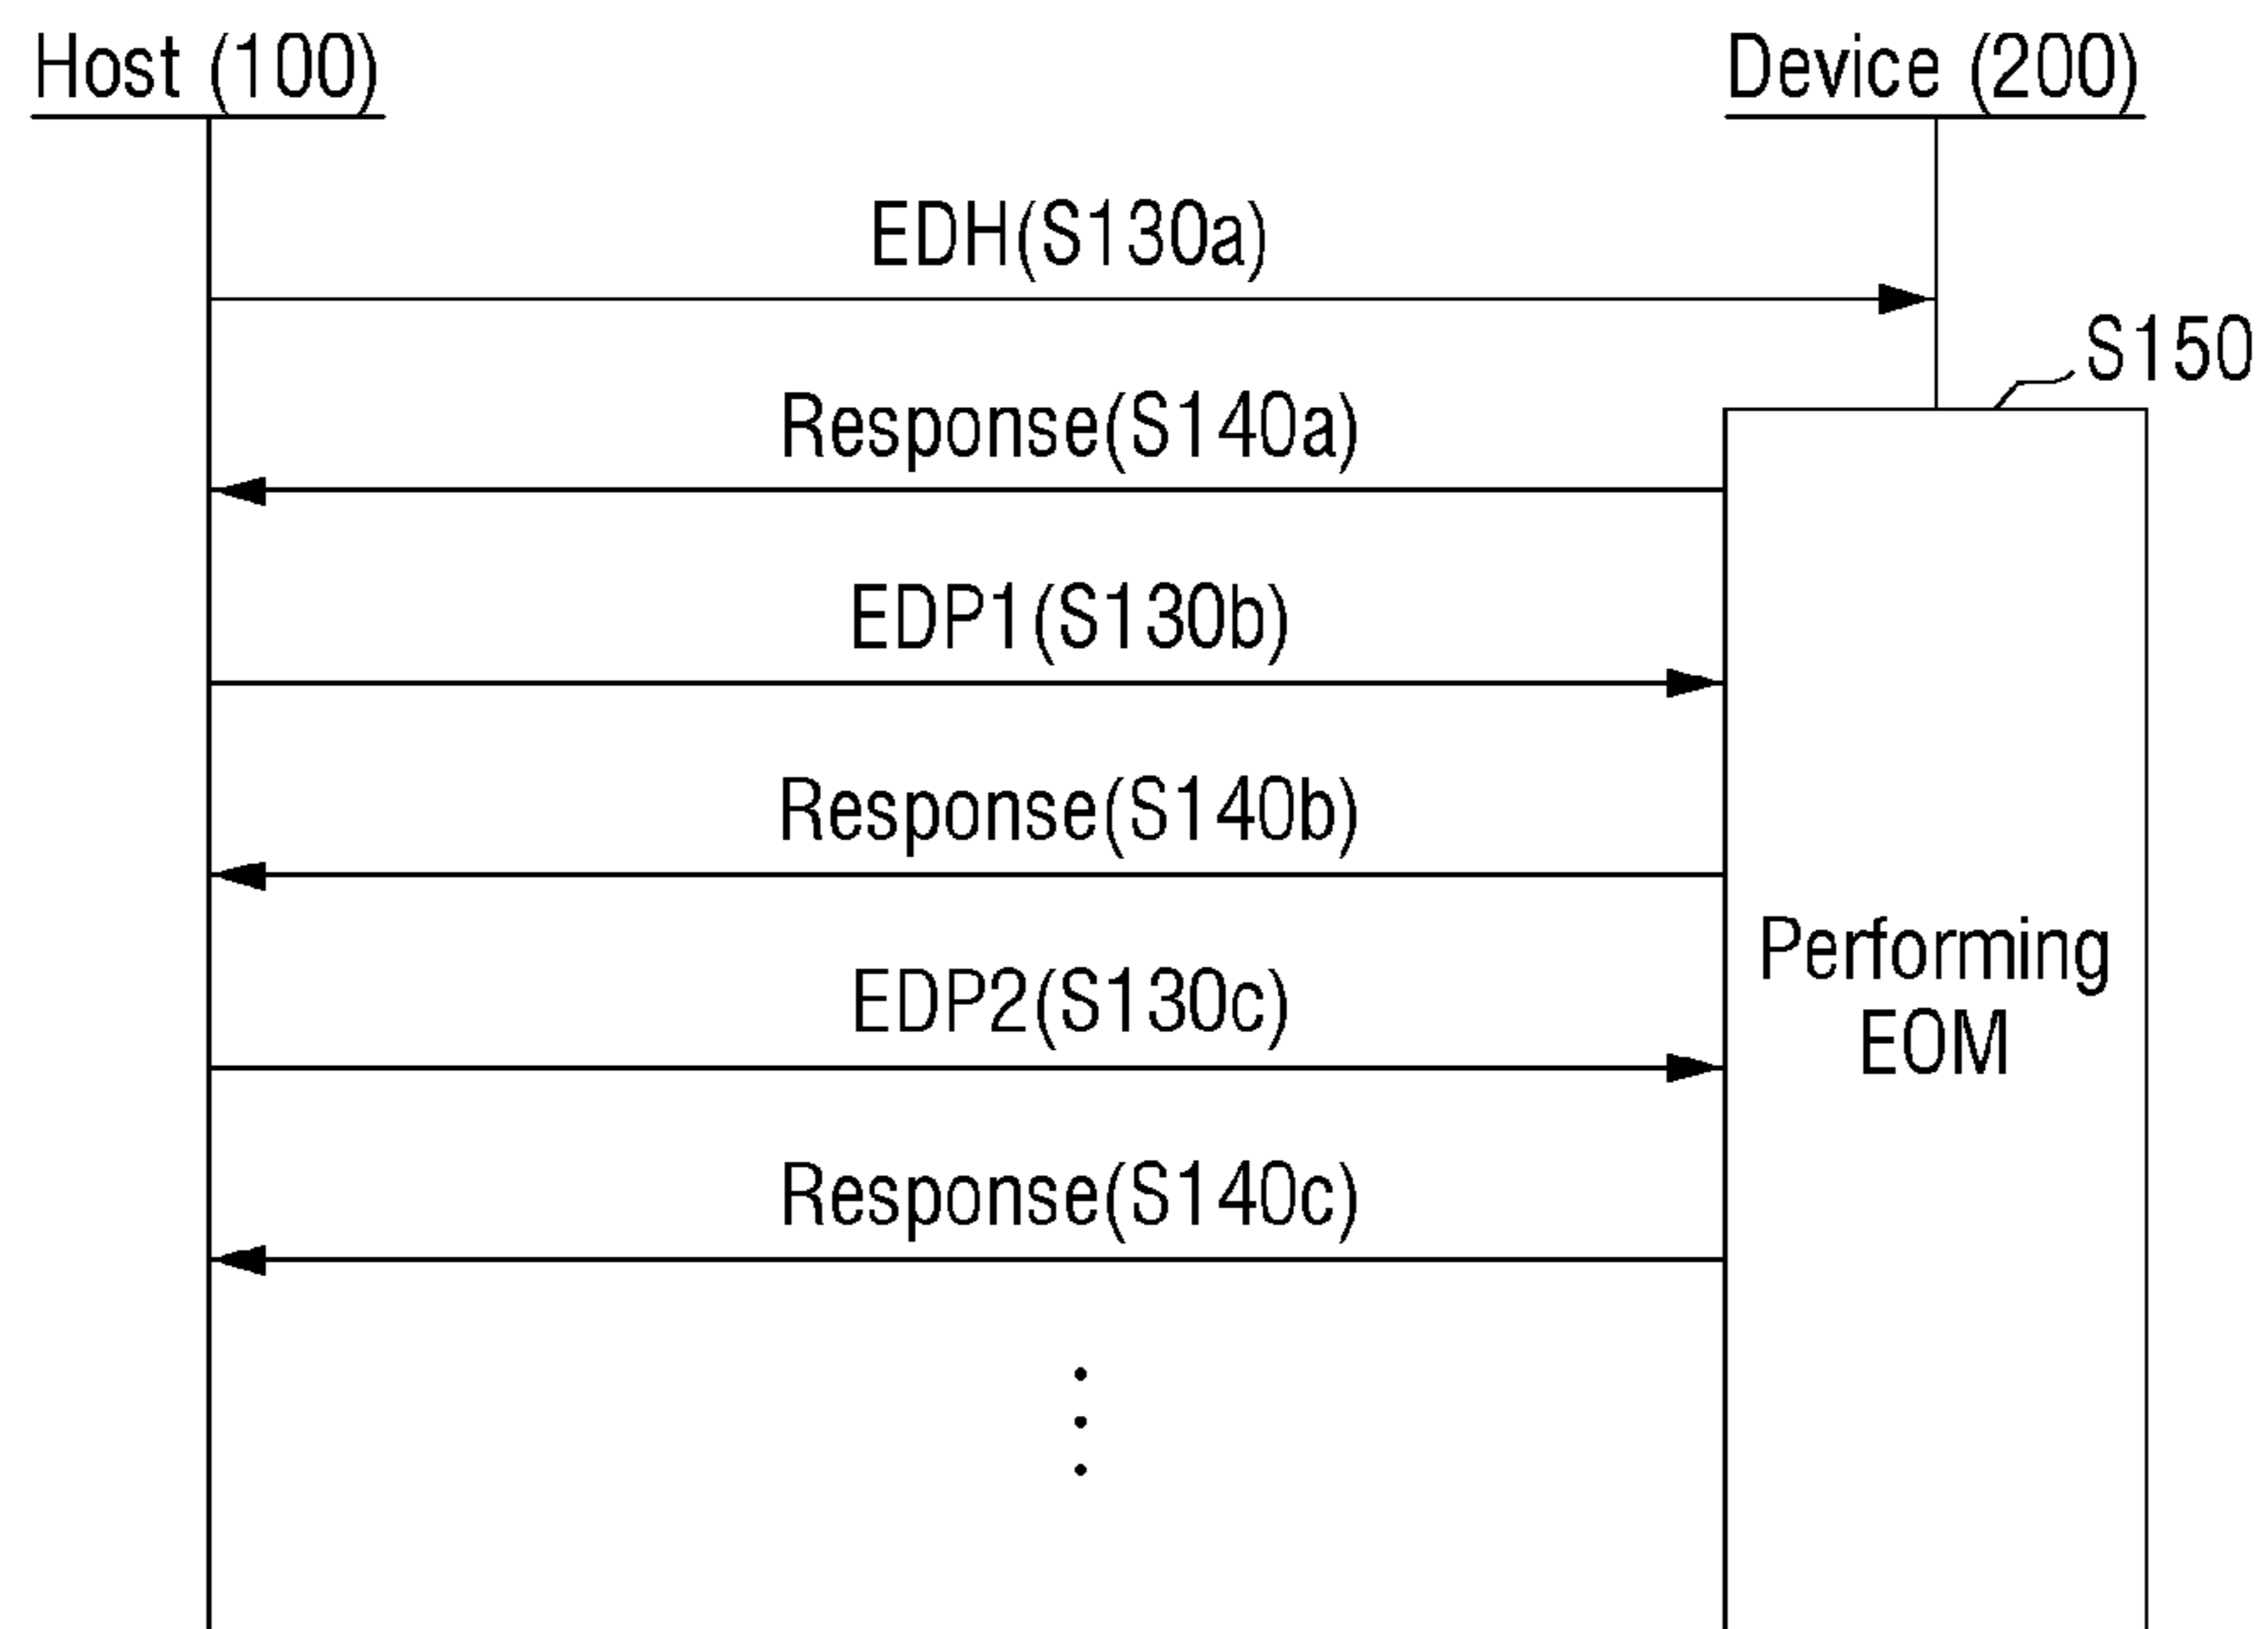 Host (100)
Device (200)
EDH(S130a)
S150
Response(S140a)
EDP1(S130b)
Response(S140b)
Performing
EOM
EDP2(S130c)
Response(S140c)